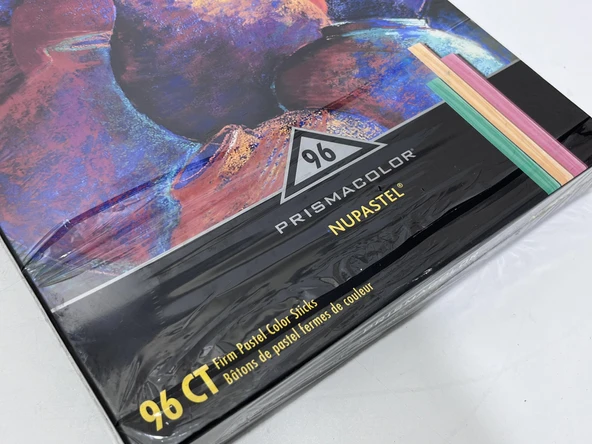 96
PRISMACOLOR
NUPASTEL®
96 CT
Firm Pastel Color Sticks
Bâtons de pastel fermes de couleur